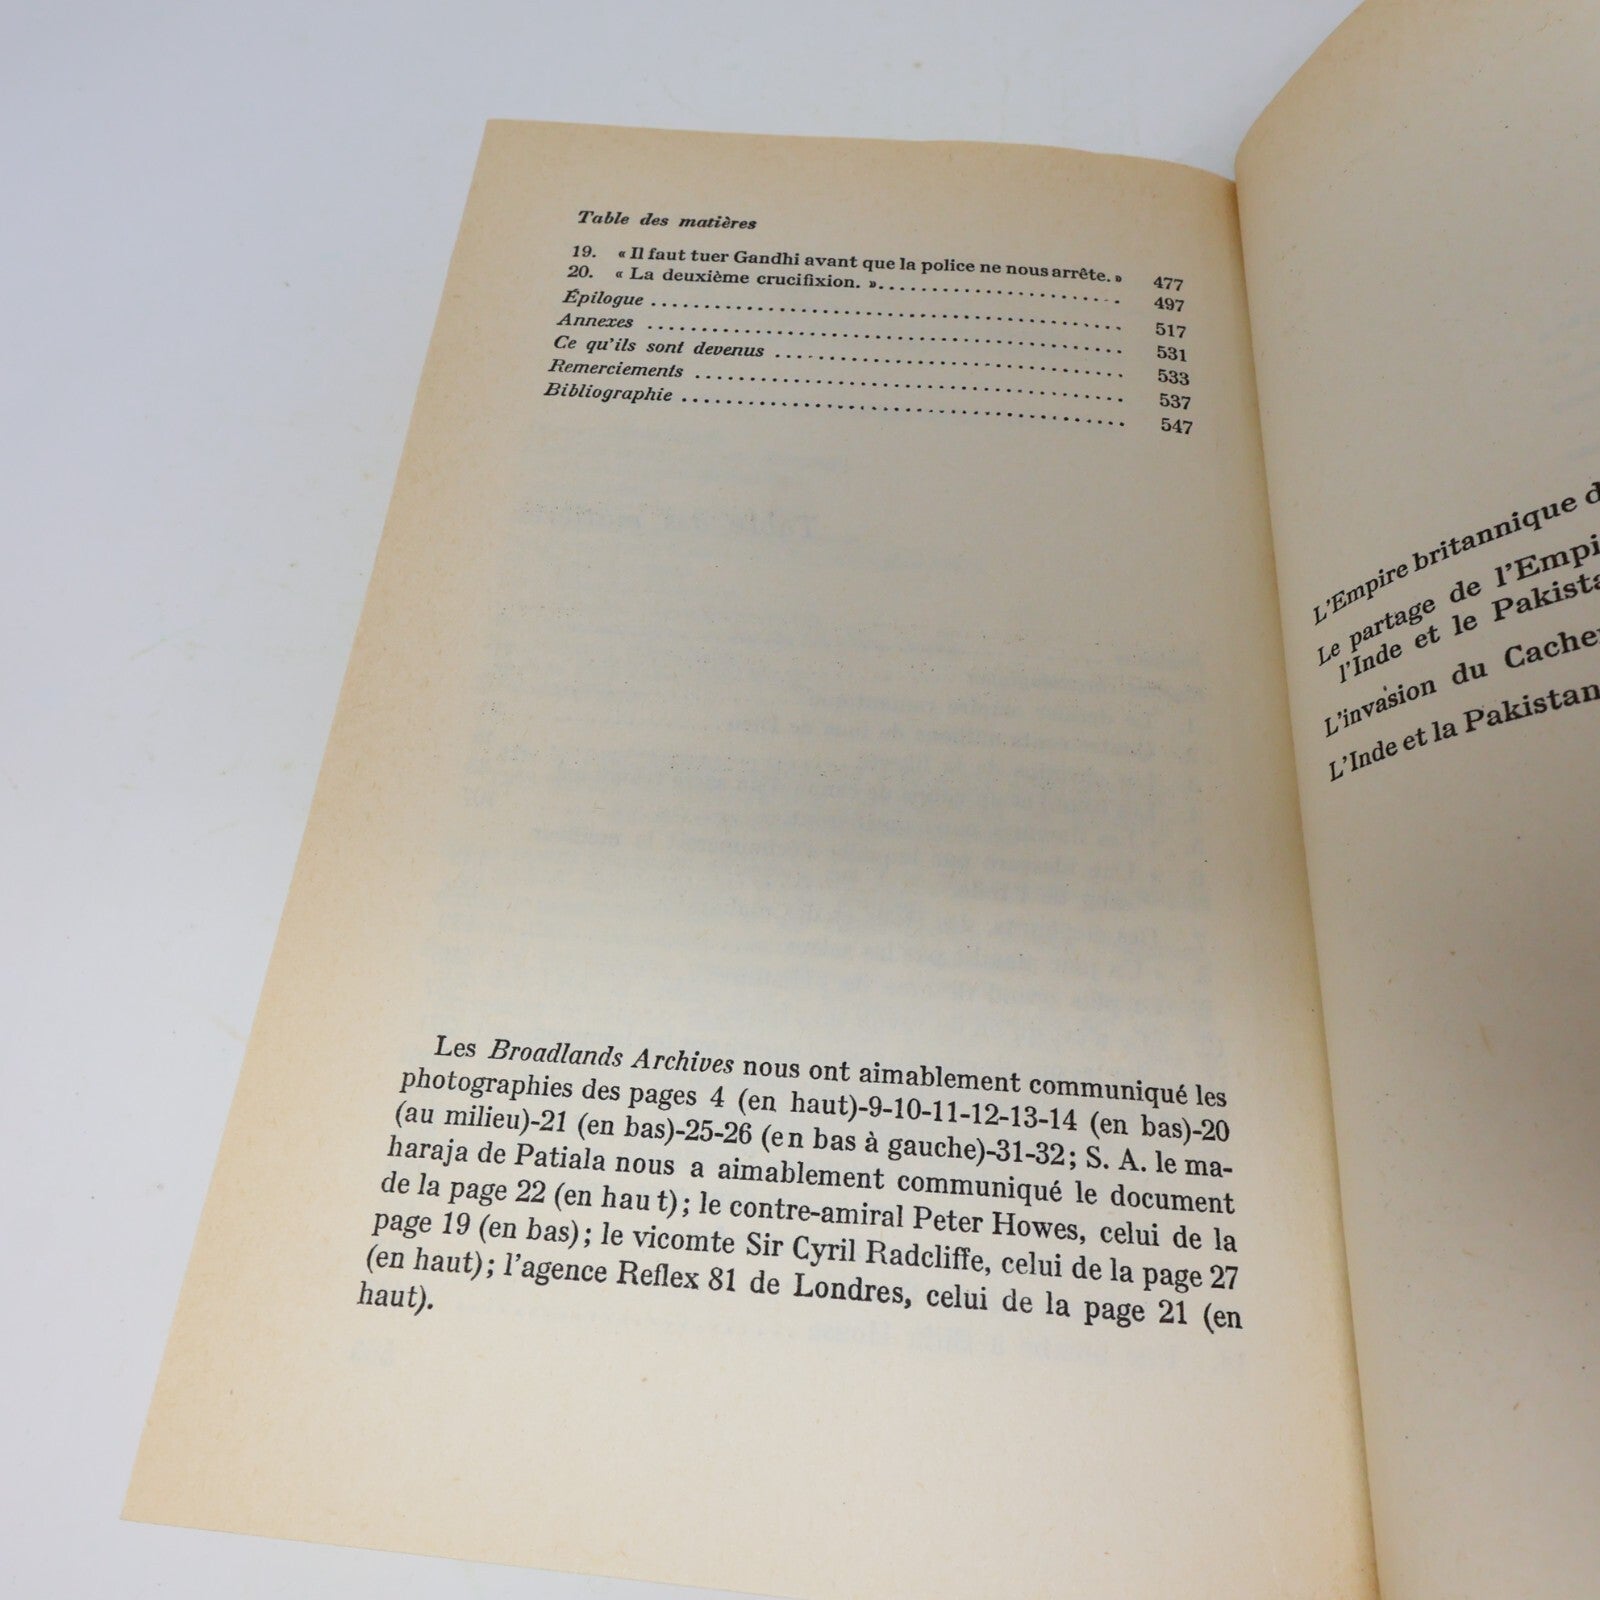 Table des matières
19. « Il faut tuer Gandhi avant que la police ne nous arrête. » 477
20. « La deuxième crucifixion. »........................ 497
Épilogue ........................................ 517
Annexes ........................................ 531
Ce qu'ils sont devenus ............................ 533
Remerciements .................................... 537
Bibliographie .................................... 547
Les Broadlands Archives nous ont aimablement communiqué les
photographies des pages 4 (en haut)-9-10-11-12-13-14 (en bas)-20
(au milieu)-21 (en bas)-25-26 (en bas à gauche)-31-32; S. A. le ma-
haraja de Patiala nous a aimablement communiqué le document
de la page 22 (en haut); le contre-amiral Peter Howes, celui de la
page 19 (en bas); le vicomte Sir Cyril Radcliffe, celui de la page 27
(en haut); l'agence Reflex 81 de Londres, celui de la page 21 (en
haut).
L'Empire britannique d
Le partage de l'Empi
l'Inde et le Pakista
L'invasion du Cache
L'Inde et la Pakistan